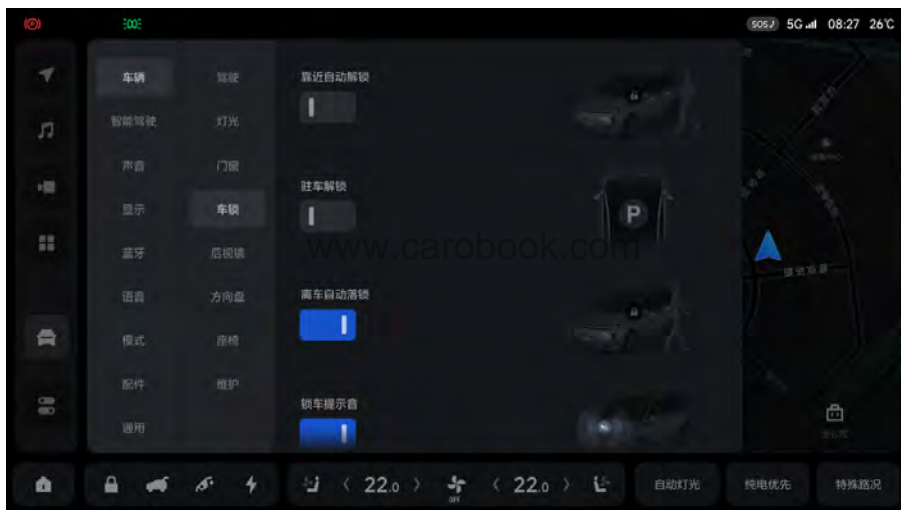 SOS
5G
08:27
26℃
车辆
智能驾驶
声音
显示
蓝牙
语音
模式
配件
通用
驾驶
灯光
门窗
车锁
后视镜
方向盘
座椅
维护
靠近自动解锁
驻车解锁
P
离车自动落锁
锁车提示音
www.carobook.com
22.0
OFF
22.0
自动灯光
纯电优先
特殊路况